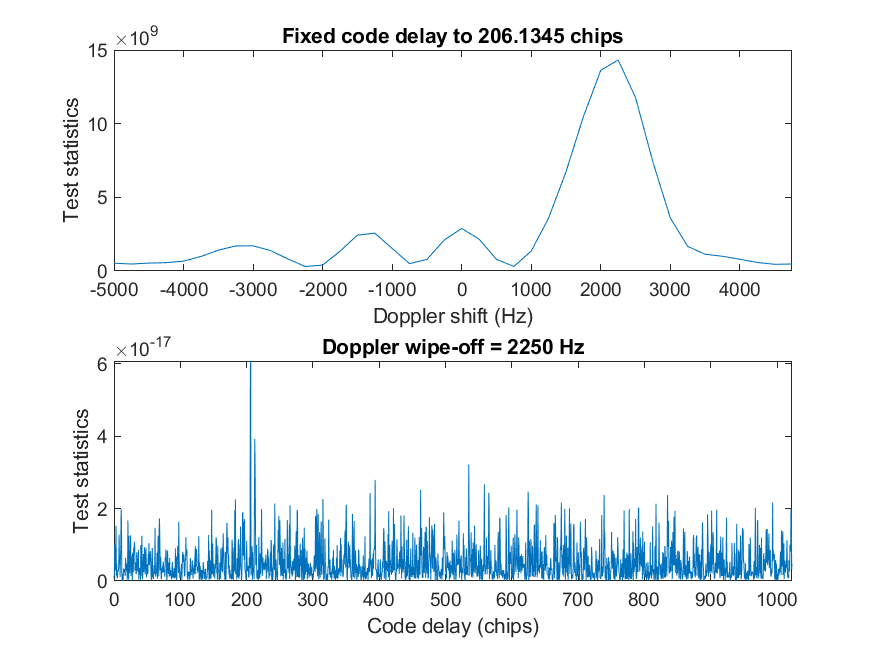 Fixed code delay to 206.1345 chips
×10^9
15
10
5
0
Test statistics
-5000 -4000 -3000 -2000 -1000 0 1000 2000 3000 4000
Doppler shift (Hz)
Doppler wipe-off = 2250 Hz
×10^-17
6
4
2
0
Test statistics
0 100 200 300 400 500 600 700 800 900 1000
Code delay (chips)